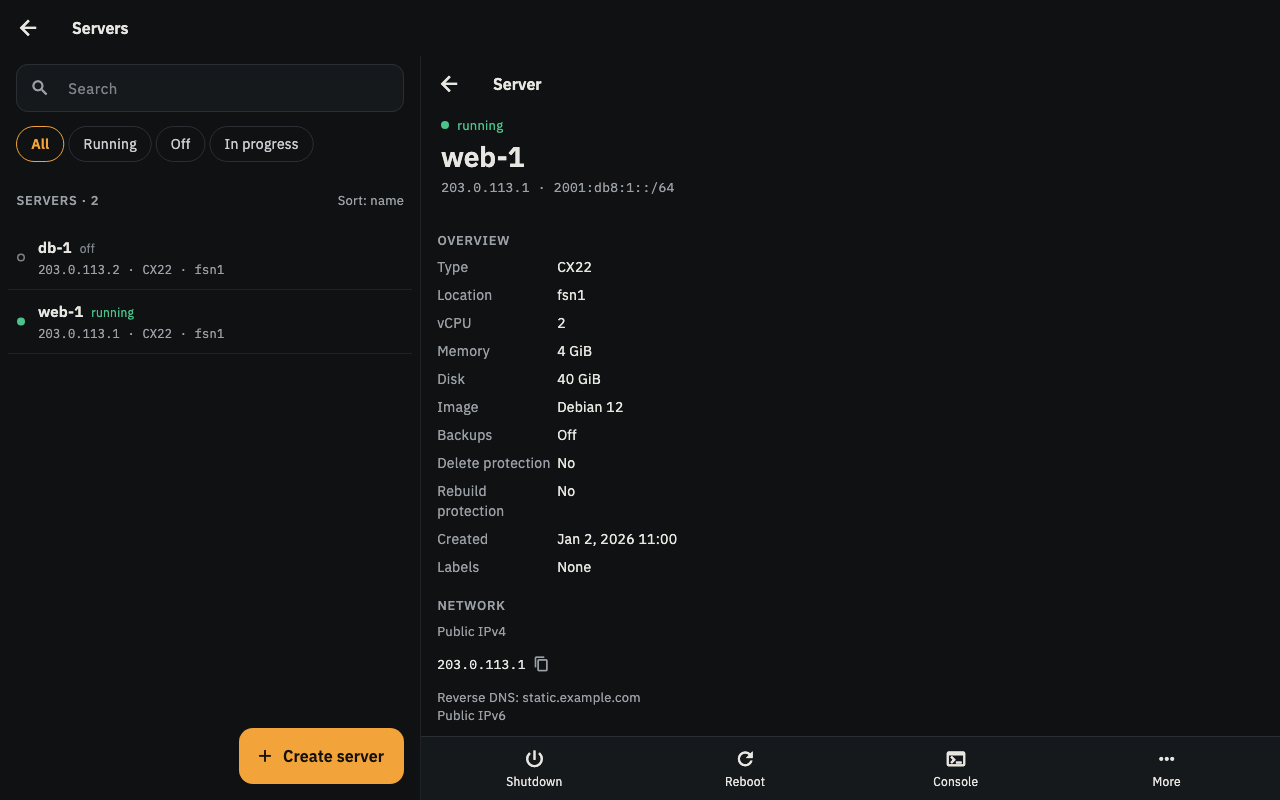 Servers
Search
All
Running
Off
In progress
SERVERS · 2
Sort: name
db-1 off
203.0.113.2 · CX22 · fsn1
web-1 running
203.0.113.1 · CX22 · fsn1
+ Create server
Server
running
web-1
203.0.113.1 · 2001:db8:1::/64
OVERVIEW
Type CX22
Location fsn1
vCPU 2
Memory 4 GiB
Disk 40 GiB
Image Debian 12
Backups Off
Delete protection No
Rebuild protection No
Created Jan 2, 2026 11:00
Labels None
NETWORK
Public IPv4
203.0.113.1
Reverse DNS: static.example.com
Public IPv6
Shutdown
Reboot
Console
More